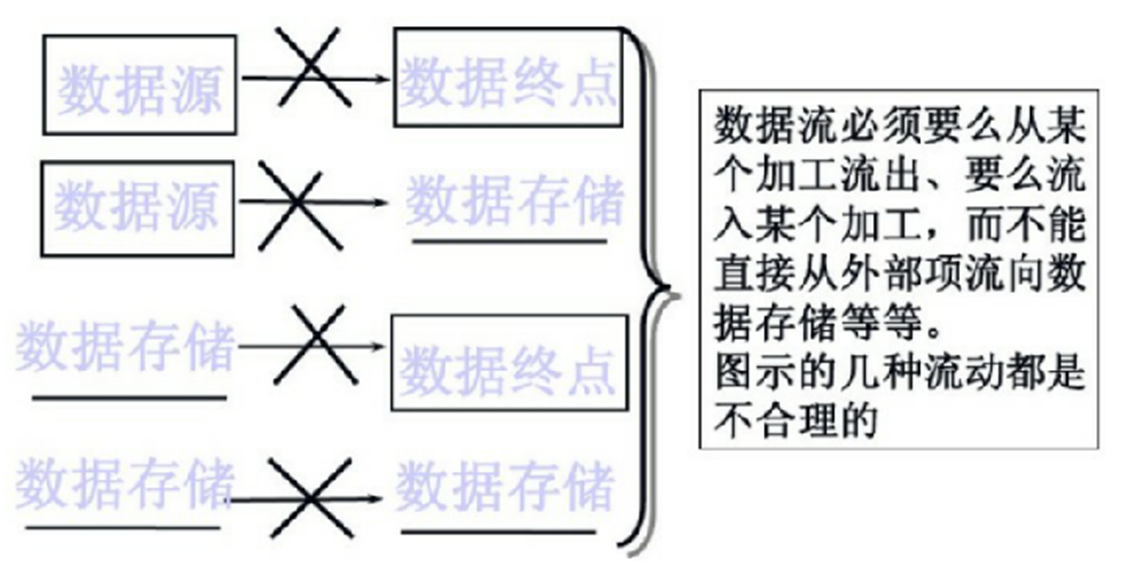 数据源
数据终点
数据源
数据存储
数据存储
数据终点
数据存储
数据存储
数据流必须要么从某
个加工流出、要么流
入某个加工，而不能
直接从外部项流向数
据存储等等。
图示的几种流动都是
不合理的